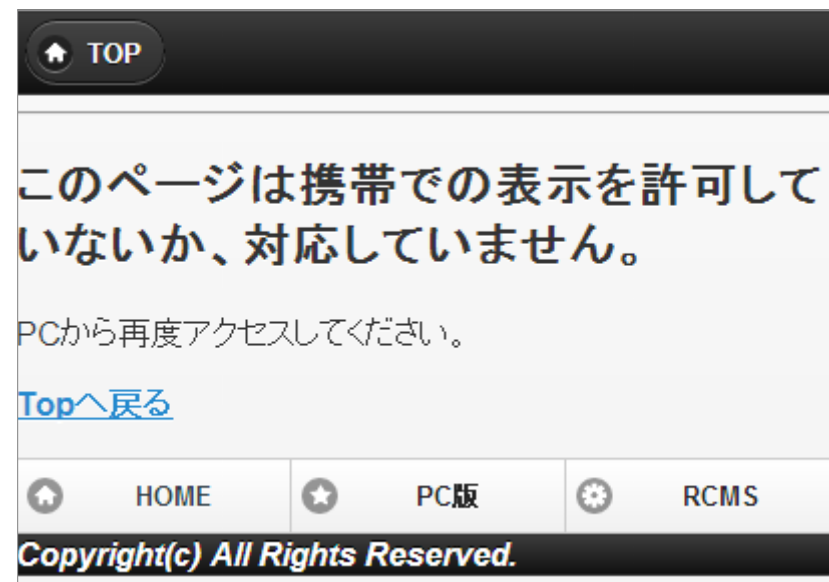 TOP
このページは携帯での表示を許可して
いないか、対応していません。
PCから再度アクセスしてください。
Topへ戻る
HOME PC版 RCMS
Copyright(c) All Rights Reserved.